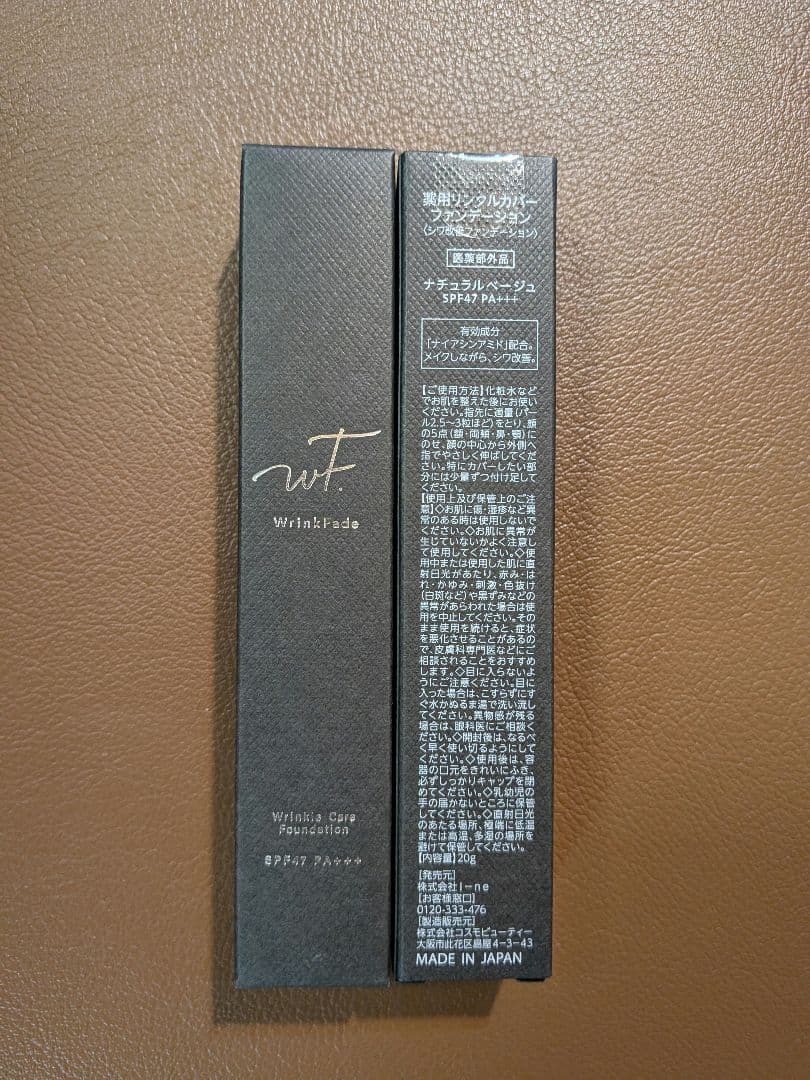 wF.
WrinkFade
Wrinkle Care
Foundation
SPF47 PA+++
薬用リンクルカバー
ファンデーション
〈シワ改善ファンデーション〉
医薬部外品
ナチュラルベージュ
SPF47 PA+++
有効成分
「ナイアシンアミド」配合。
メイクしながら、シワ改善。
【ご使用方法】化粧水など
でお肌を整えた後にお使い
ください。指先に適量(パー
ル2.5〜3粒ほど)をとり、顔
の5点(額・両頬・鼻・顎)に
のせ、顔の中心から外側へ
指でやさしく伸ばしてくだ
さい。特にカバーしたい部
分には少量ずつ付け足して
ください。
【使用上及び保管上のご注
意】◇お肌に傷・湿疹など異
常のある時は使用しないで
ください。◇お肌に異常が
生じていないかよく注意し
て使用してください。◇使
用中または使用した肌に直
射日光があたり、赤み・は
れ・かゆみ・刺激・色抜け
(白斑など)や黒ずみなどの
異常があらわれた場合は使
用を中止してください。その
まま使用を続けると、症状
を悪化させることがあるの
で、皮膚科専門医などにご
相談されることをおすすめ
します。◇目に入らないよ
うにご注意ください。目に
入った場合は、こすらずにす
ぐ水かぬるま湯で洗い流し
てください。異物感が残る
場合は、眼科医にご相談く
ださい。◇開封後は、なるべ
く早く使い切るようにして
ください。◇使用後は、容
器の口元をきれいにふき、
必ずしっかりキャップを閉
めてください。◇乳幼児の
手の届かないところに保管
してください。◇直射日光
のあたる場所、極端に低温
または高温、多湿の場所を
避けて保管してください。
【内容量】20g
[発売元]
株式会社I-ne
[お客様窓口]
0120-333-476
[製造販売元]
株式会社コスモビューティー
大阪市此花区島屋4-3-43
MADE IN JAPAN